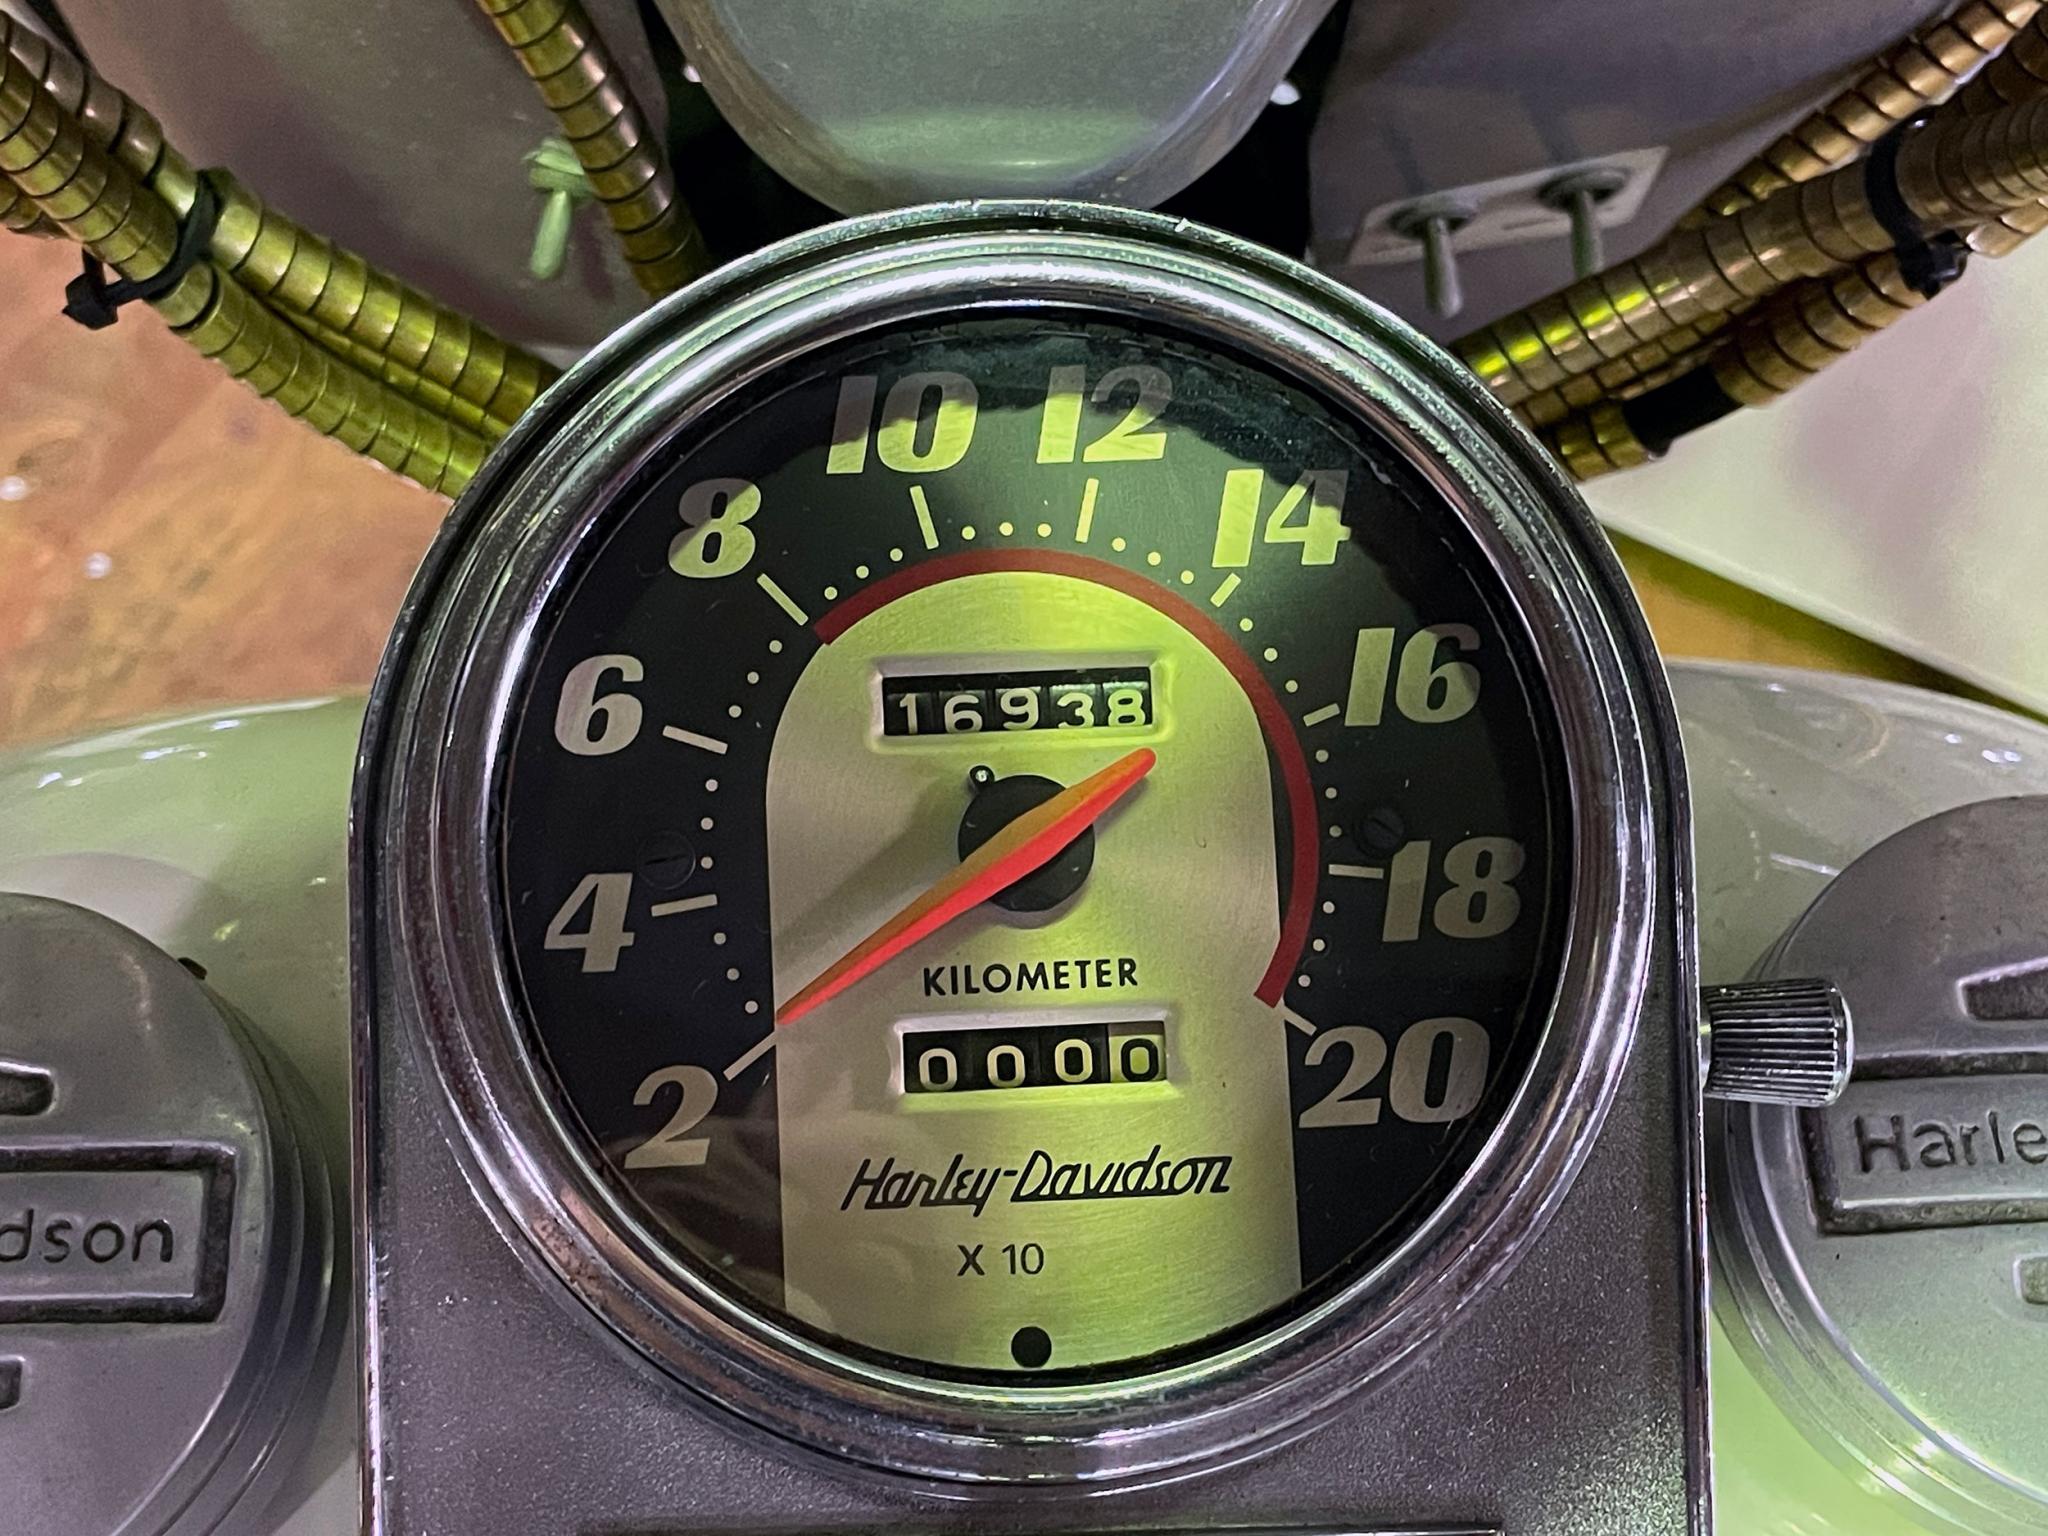 10 12
8 14
6 16
4 18
2 20
16938
KILOMETER
0000
Harley-Davidson
X 10
dson
Harle